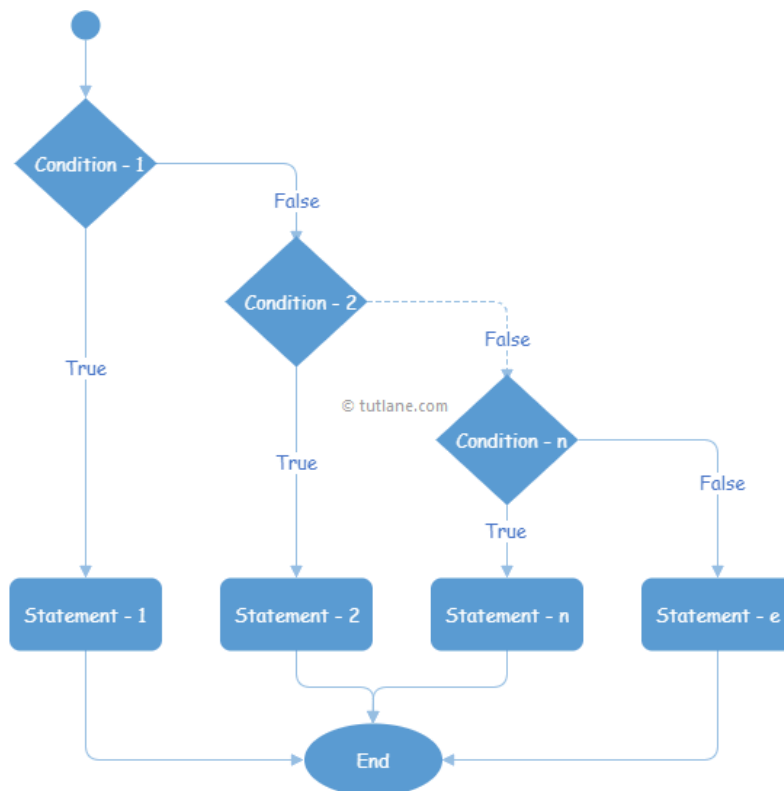 Condition - 1
False
Condition - 2
False
True
© tutlane.com
Condition - n
True
False
True
Statement - 1
Statement - 2
Statement - n
Statement - e
End